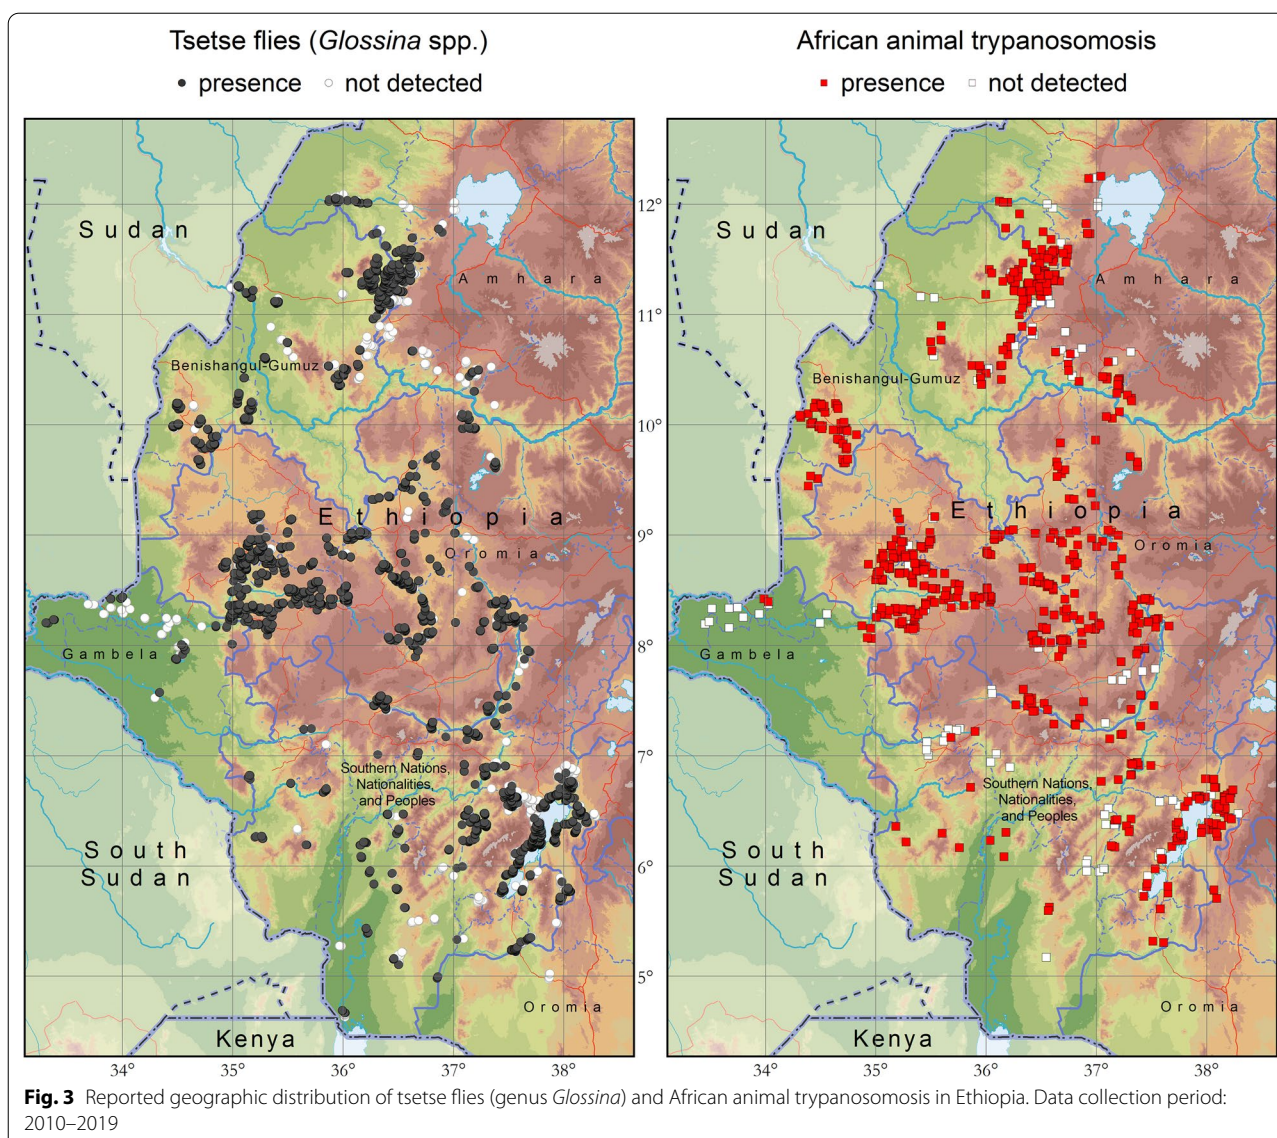 Tsetse flies (Glossina spp.)
presence not detected
African animal trypanosomosis
presence not detected
Sudan
Amhara
Benishangul-Gumuz
Ethiopia
Oromia
Gambela
Southern Nations,
Nationalities,
and Peoples
South
Sudan
Oromia
Kenya
34° 35° 36° 37° 38°
12°
11°
10°
9°
8°
7°
6°
5°
Sudan
Amhara
Benishangul-Gumuz
Ethiopia
Oromia
Gambela
Southern Nations,
Nationalities,
and Peoples
South
Sudan
Oromia
Kenya
34° 35° 36° 37° 38°
Fig. 3 Reported geographic distribution of tsetse flies (genus Glossina) and African animal trypanosomosis in Ethiopia. Data collection period:
2010–2019